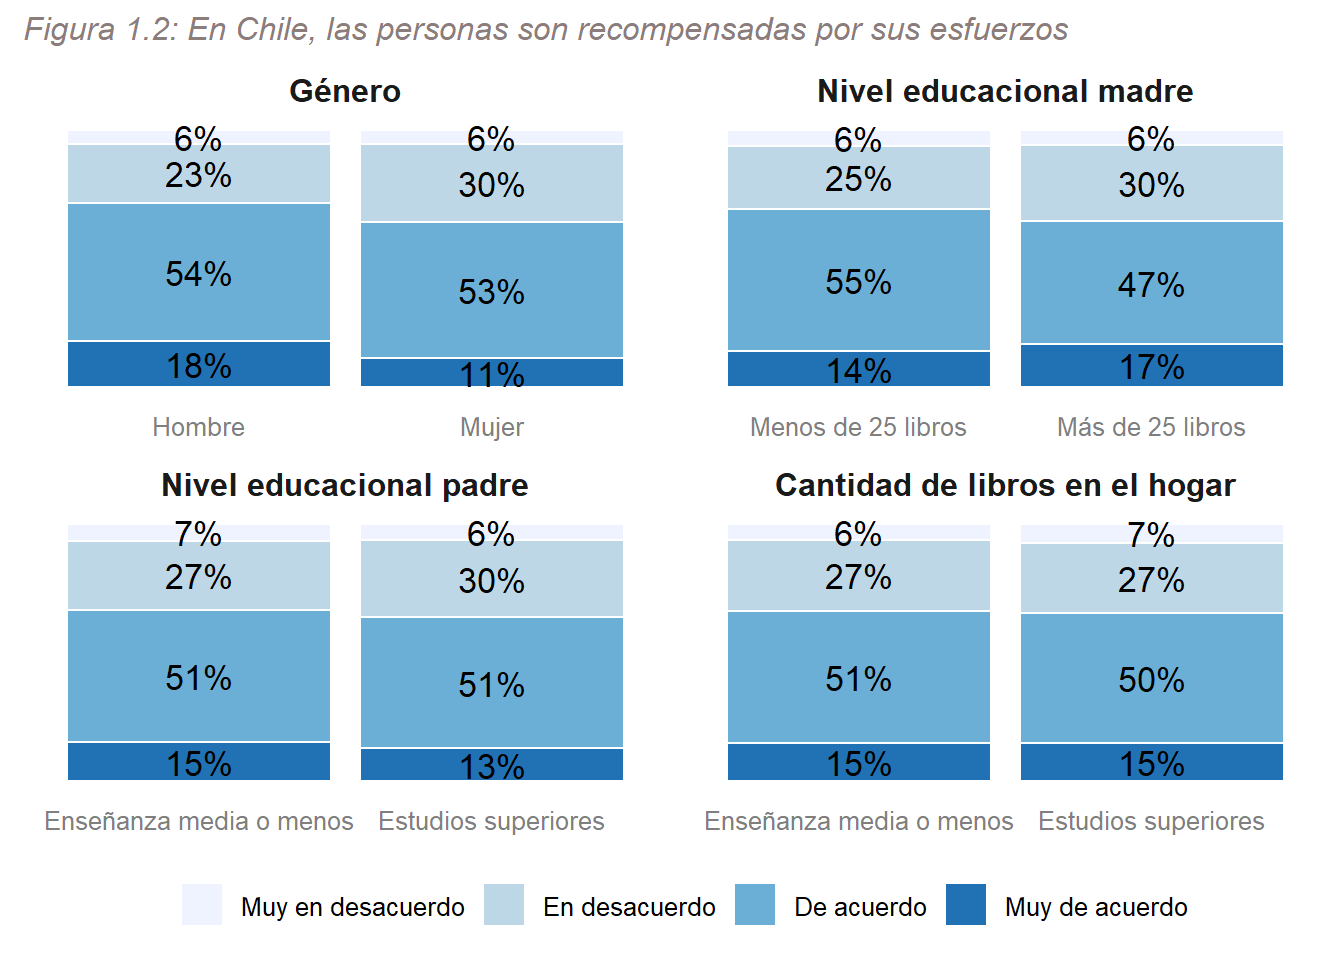 Figura 1.2: En Chile, las personas son recompensadas por sus esfuerzos
Género
6%
23%
54%
18%
Hombre
6%
30%
53%
11%
Mujer
Nivel educacional madre
6%
25%
55%
14%
Menos de 25 libros
6%
30%
47%
17%
Más de 25 libros
Nivel educacional padre
7%
27%
51%
15%
Enseñanza media o menos
6%
30%
51%
13%
Estudios superiores
Cantidad de libros en el hogar
6%
27%
51%
15%
Enseñanza media o menos
7%
27%
50%
15%
Estudios superiores
Muy en desacuerdo
En desacuerdo
De acuerdo
Muy de acuerdo